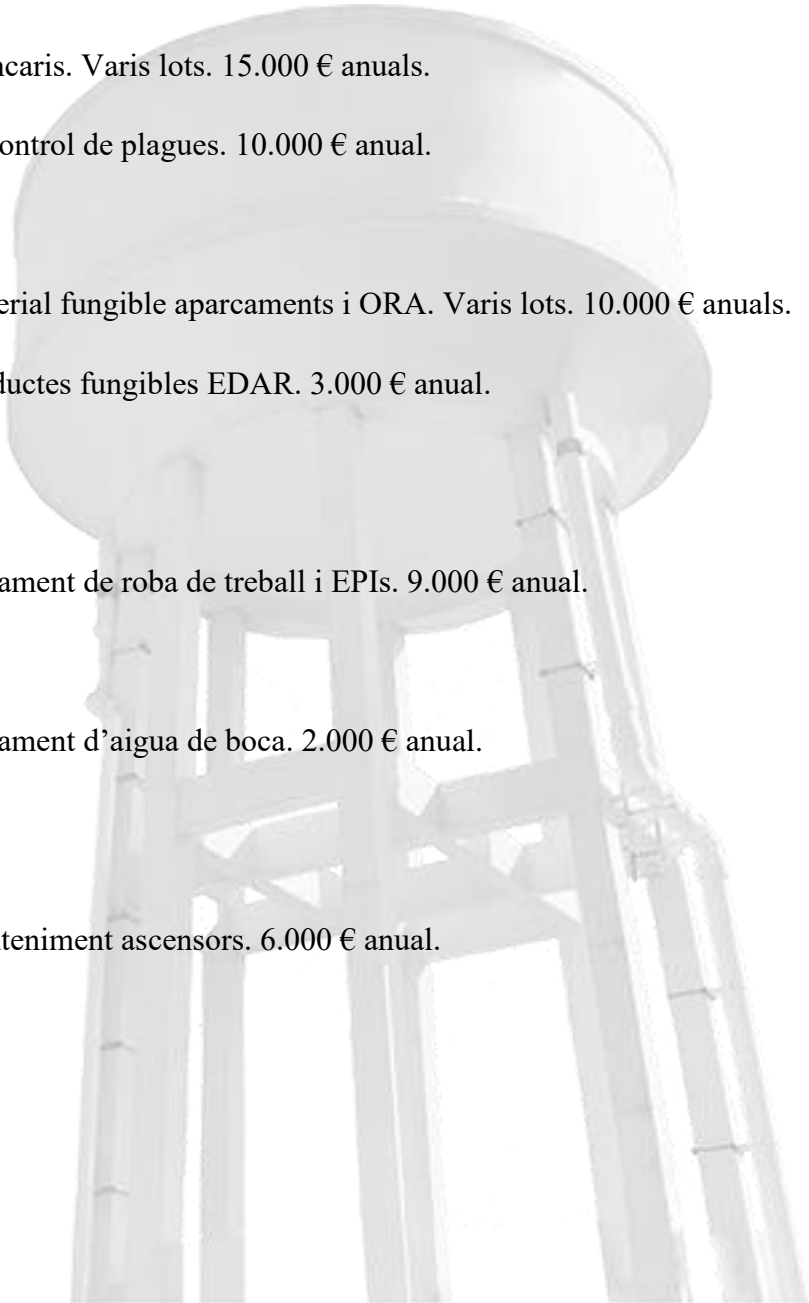 ncaris. Varis lots. 15.000 € anuals.
control de plagues. 10.000 € anual.
erial fungible aparcaments i ORA. Varis lots. 10.000 € anuals.
ductes fungibles EDAR. 3.000 € anual.
ament de roba de treball i EPIs. 9.000 € anual.
ament d’aigua de boca. 2.000 € anual.
nteniment ascensors. 6.000 € anual.